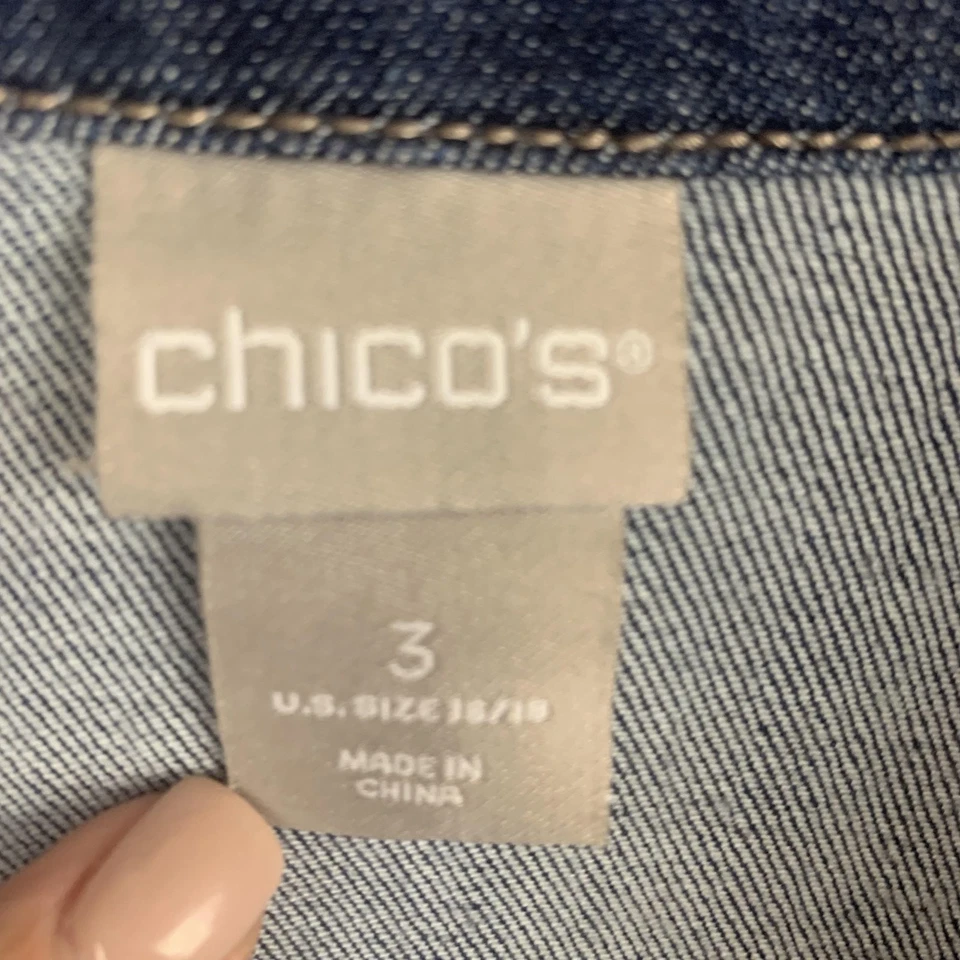 chico's®
3
U.S. SIZE 16/18
MADE IN
CHINA